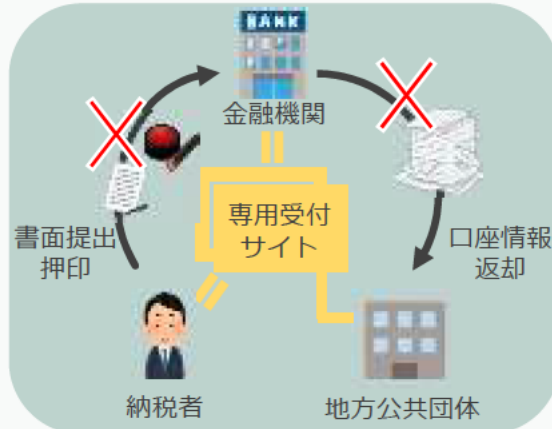 BANK
金融機関
書面提出
押印
専用受付
サイト
口座情報
返却
納税者
地方公共団体